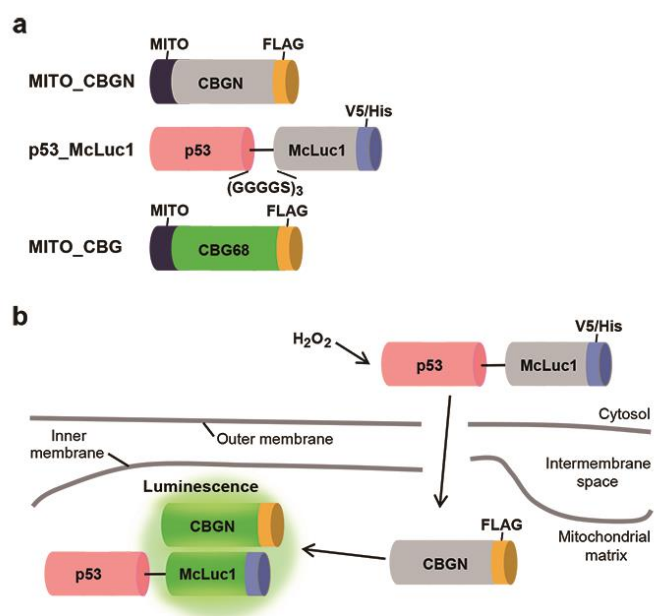 a
MITO FLAG
MITO_CBGN CBGN
V5/His
p53_McLuc1 p53 McLuc1
(GGGGS)3
MITO FLAG
MITO_CBG CBG68
b
V5/His
H2O2
p53 McLuc1
Cytosol
Inner
membrane
Outer membrane
Intermembrane
space
Luminescence
FLAG
Mitochondrial
matrix
CBGN
CBGN
p53 McLuc1